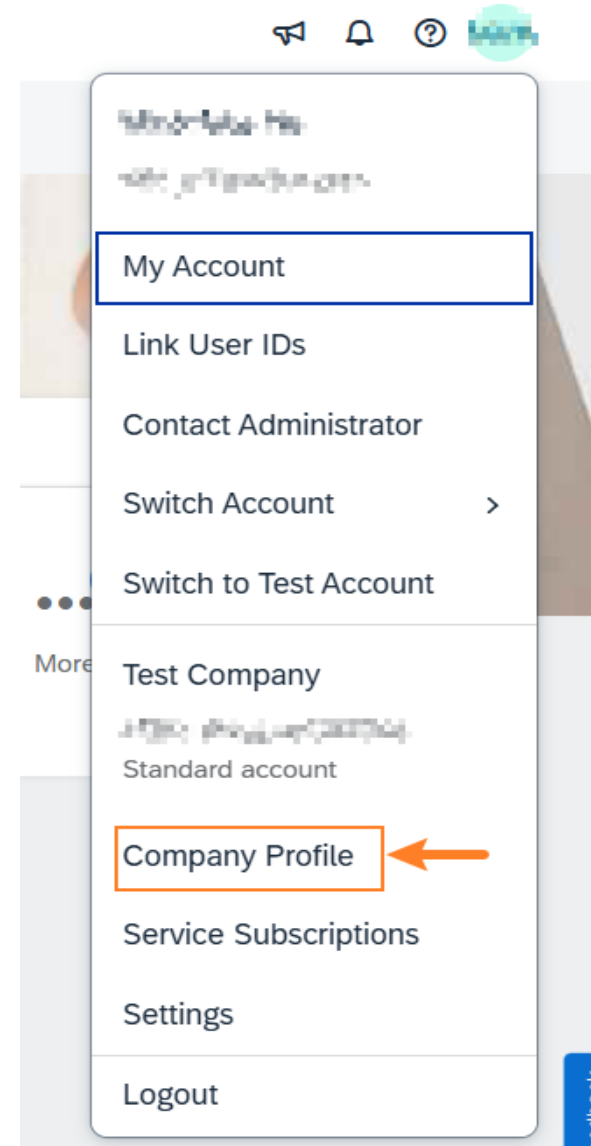 My Account
Link User IDs
Contact Administrator
Switch Account
Switch to Test Account
More
Test Company
Standard account
Company Profile
Service Subscriptions
Settings
Logout